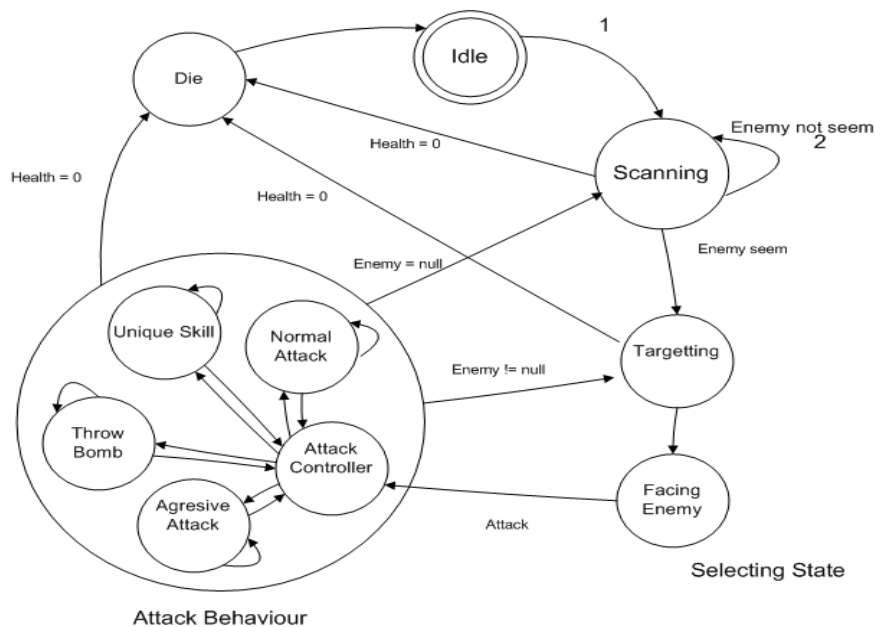 1
Idle
Die
Enemy not seem
2
Health = 0
Scanning
Health = 0
Health = 0
Enemy seem
Enemy = null
Unique Skill
Normal
Attack
Targetting
Enemy != null
Throw
Bomb
Attack
Controller
Agresive
Attack
Facing
Enemy
Attack
Selecting State
Attack Behaviour